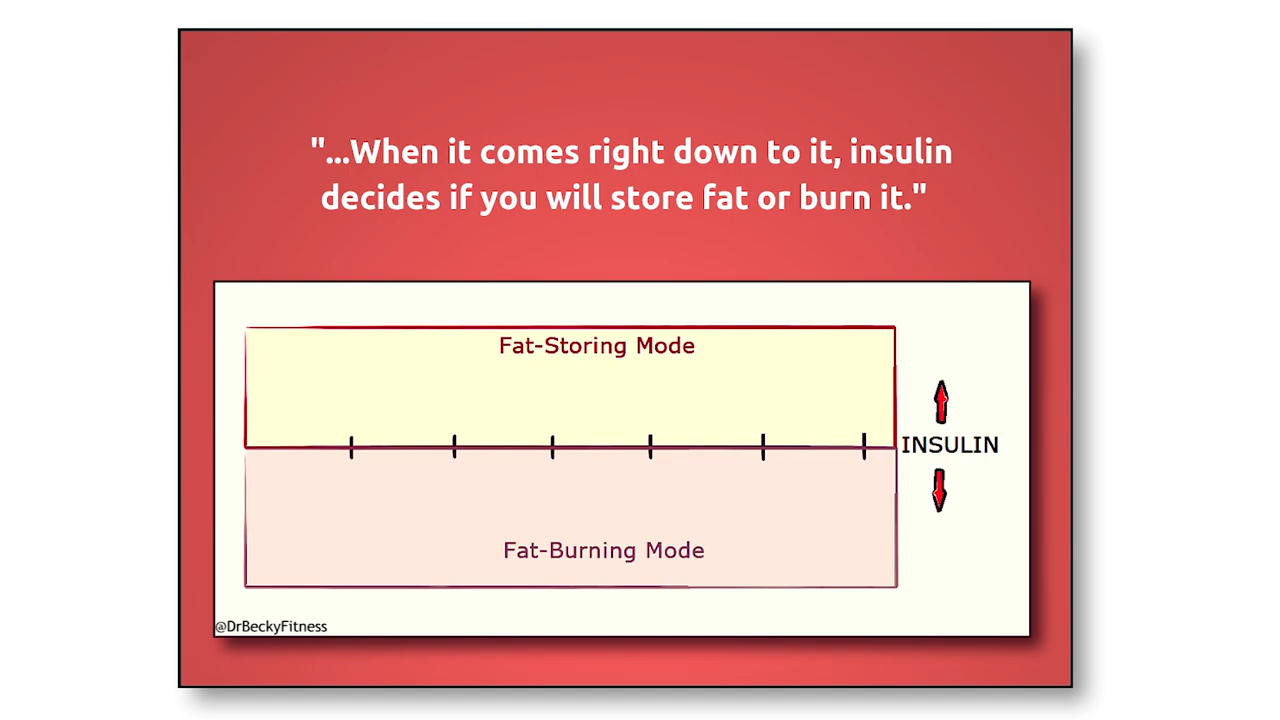 "...When it comes right down to it, insulin
decides if you will store fat or burn it."
Fat-Storing Mode
INSULIN
Fat-Burning Mode
@DrBeckyFitness